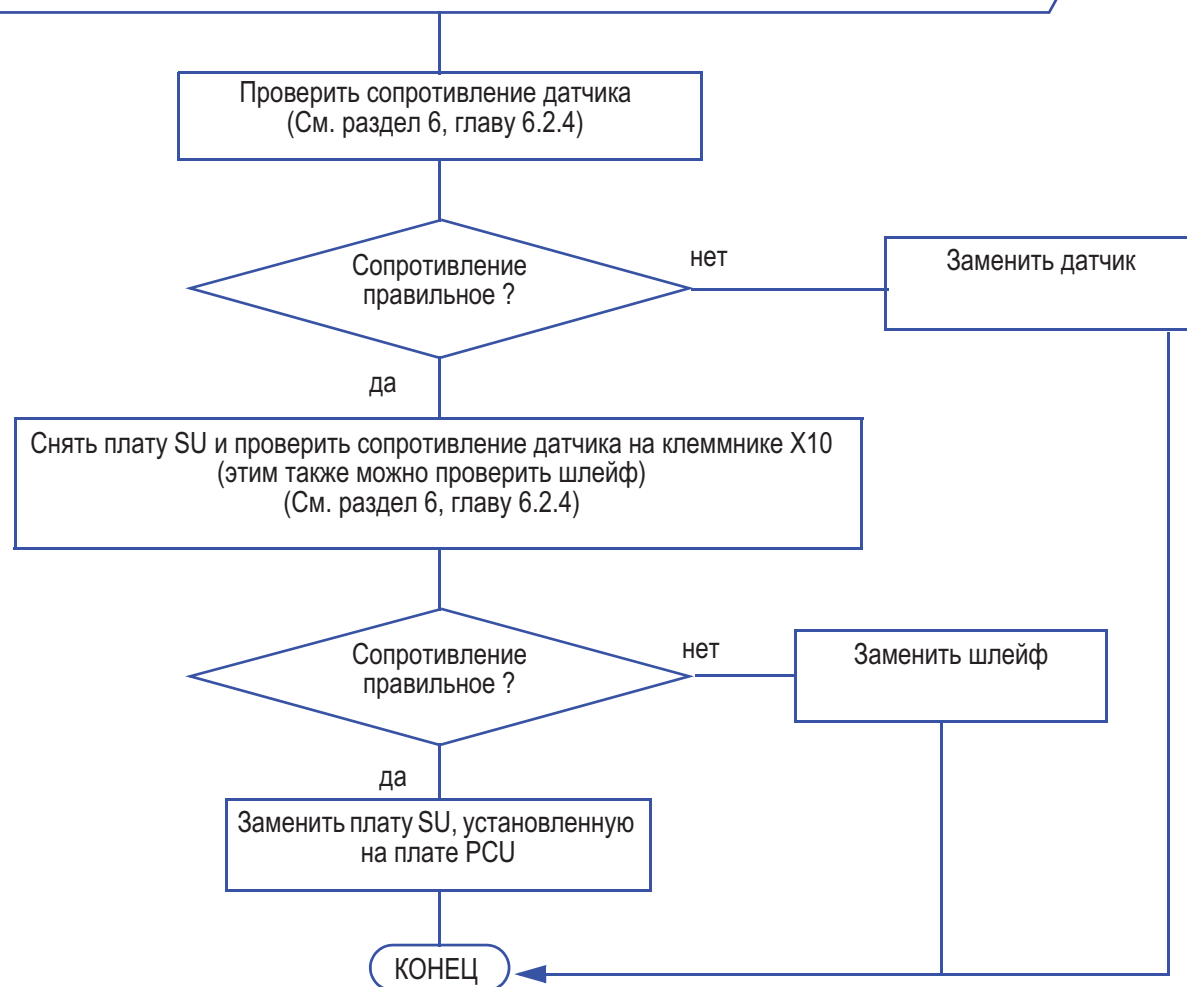 Проверить сопротивление датчика
(См. раздел 6, главу 6.2.4)
Сопротивление
правильное ?
нет
Заменить датчик
да
Снять плату SU и проверить сопротивление датчика на клеммнике X10
(этим также можно проверить шлейф)
(См. раздел 6, главу 6.2.4)
Сопротивление
правильное ?
нет
Заменить шлейф
да
Заменить плату SU, установленную
на плате PCU
КОНЕЦ